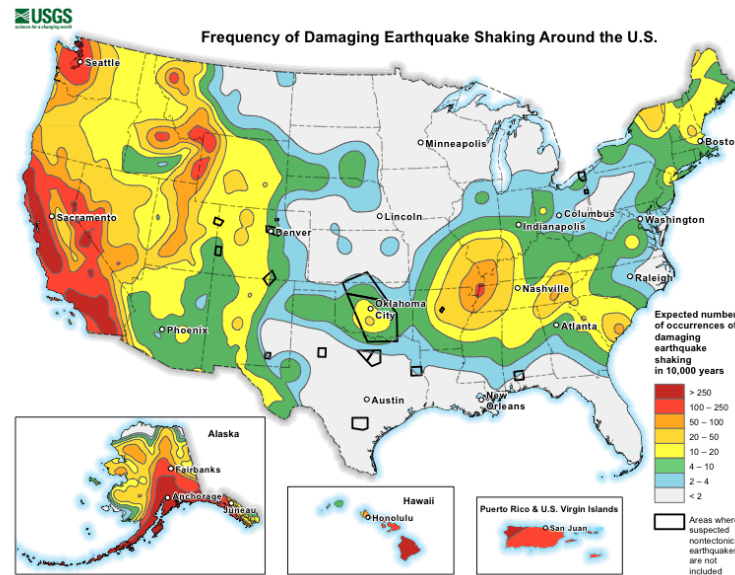 USGS
science for a changing world
Frequency of Damaging Earthquake Shaking Around the U.S.
Seattle
Minneapolis
Boston
Sacramento
Lincoln
Columbus
Denver
Indianapolis
Washington
Raleigh
Oklahoma
City
Nashville
Phoenix
Atlanta
Austin
New
Orleans
Expected number
of occurrences of
damaging
earthquake
shaking
in 10,000 years
> 250
100 – 250
50 – 100
20 – 50
10 – 20
4 – 10
2 – 4
< 2
Areas where
suspected
nontectonic
earthquakes
are not
included
Alaska
Fairbanks
Anchorage
Juneau
Hawaii
Honolulu
Puerto Rico & U.S. Virgin Islands
San Juan